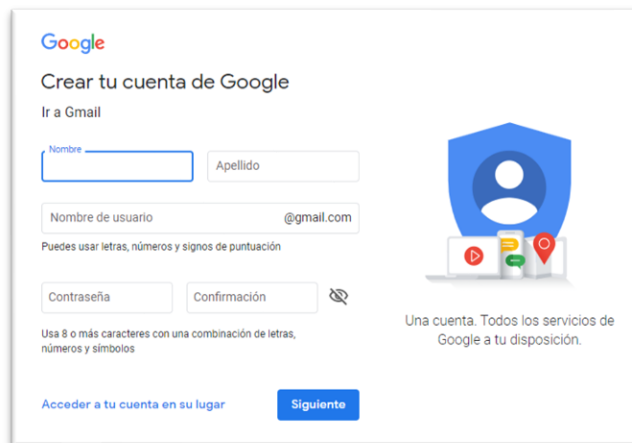 Google
Crear tu cuenta de Google
Ir a Gmail
Nombre
Apellido
Nombre de usuario @gmail.com
Puedes usar letras, números y signos de puntuación
Contraseña Confirmación
Usa 8 o más caracteres con una combinación de letras,
números y símbolos
Acceder a tu cuenta en su lugar Siguiente
Una cuenta. Todos los servicios de
Google a tu disposición.